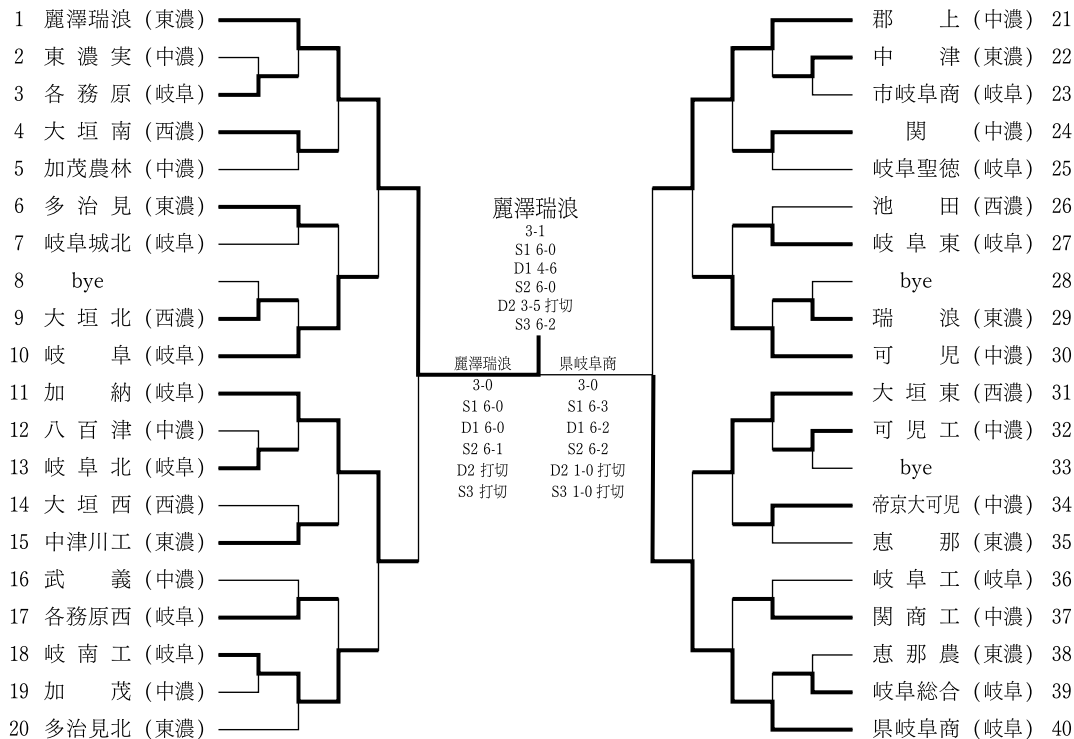 1 麗澤瑞浪 (東濃)
2 東濃実 (中濃)
3 各務原 (岐阜)
4 大垣南 (西濃)
5 加茂農林 (中濃)
6 多治見 (東濃)
7 岐阜城北 (岐阜)
8 bye
9 大垣北 (西濃)
10 岐阜 (岐阜)
11 加納 (岐阜)
12 八百津 (中濃)
13 岐阜北 (岐阜)
14 大垣西 (西濃)
15 中津川工 (東濃)
16 武義 (中濃)
17 各務原西 (岐阜)
18 岐南工 (岐阜)
19 加茂 (中濃)
20 多治見北 (東濃)
麗澤瑞浪
3-1
S1 6-0
D1 4-6
S2 6-0
D2 3-5 打切
S3 6-2
麗澤瑞浪
3-0
S1 6-0
D1 6-0
S2 6-1
D2 打切
S3 打切
県岐阜商
3-0
S1 6-3
D1 6-2
S2 6-2
D2 1-0 打切
S3 1-0 打切
郡上 (中濃) 21
中津 (東濃) 22
市岐阜商 (岐阜) 23
関 (中濃) 24
岐阜聖徳 (岐阜) 25
池田 (西濃) 26
岐阜東 (岐阜) 27
bye 28
瑞浪 (東濃) 29
可児 (中濃) 30
大垣東 (西濃) 31
可児工 (中濃) 32
bye 33
帝京大可児 (中濃) 34
恵那 (東濃) 35
岐阜工 (岐阜) 36
関商工 (中濃) 37
恵那農 (東濃) 38
岐阜総合 (岐阜) 39
県岐阜商 (岐阜) 40